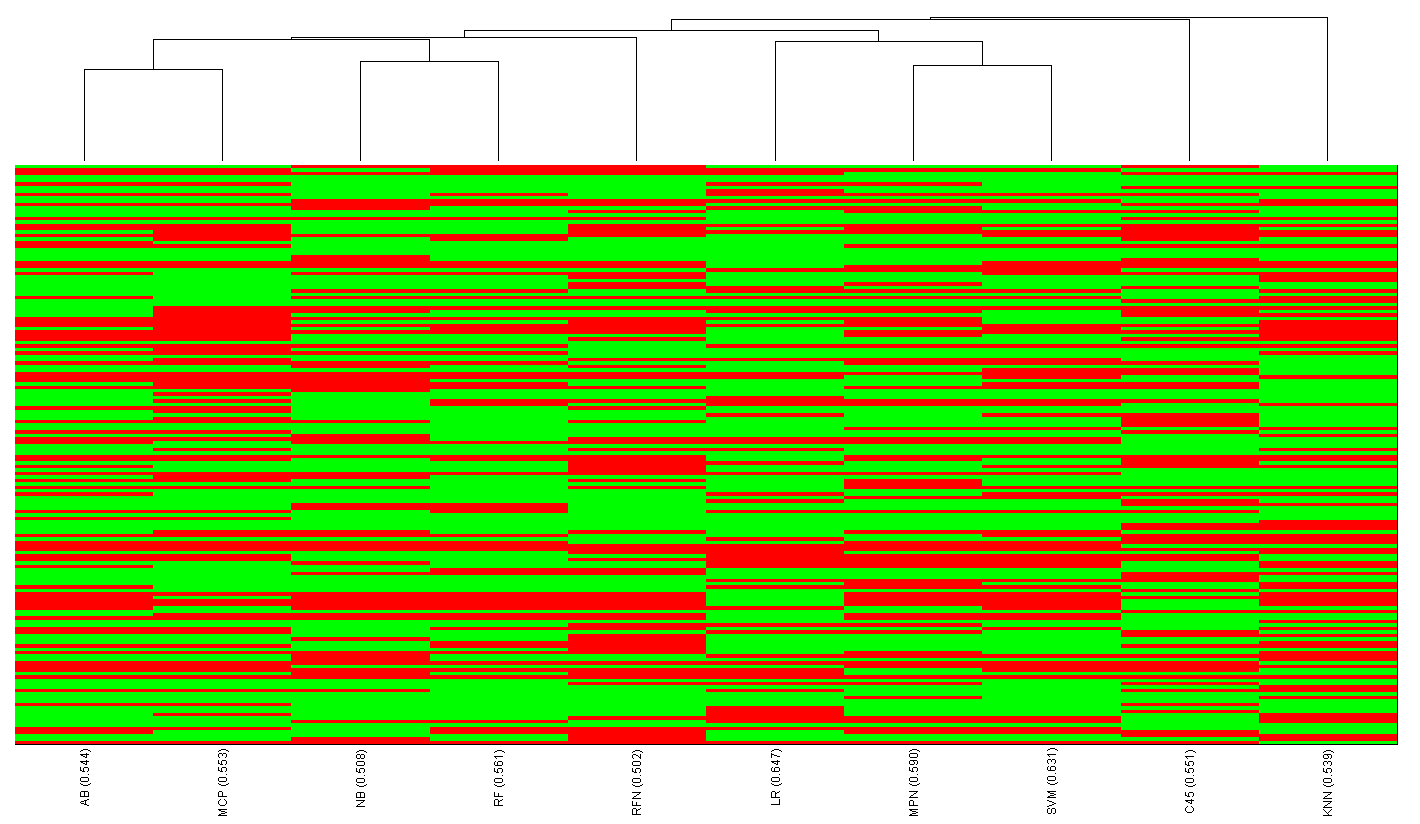 AB (0.544)
MCP (0.553)
NB (0.508)
RF (0.561)
RFN (0.502)
LR (0.647)
MPN (0.590)
SVM (0.631)
C45 (0.551)
KNN (0.539)